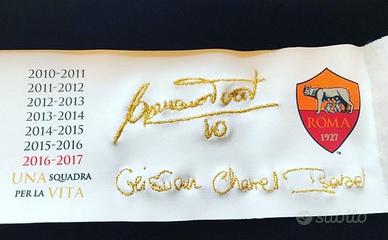 2010-2011
2011-2012
2012-2013
2013-2014
2014-2015
2015-2016
2016-2017
UNA SQUADRA
PER LA VITA
10
Cristian Chanel Isabel
ROMA
1927
subito